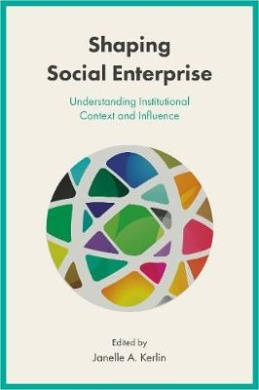 Shaping
Social Enterprise
Understanding Institutional
Context and Influence
Edited by
Janelle A. Kerlin